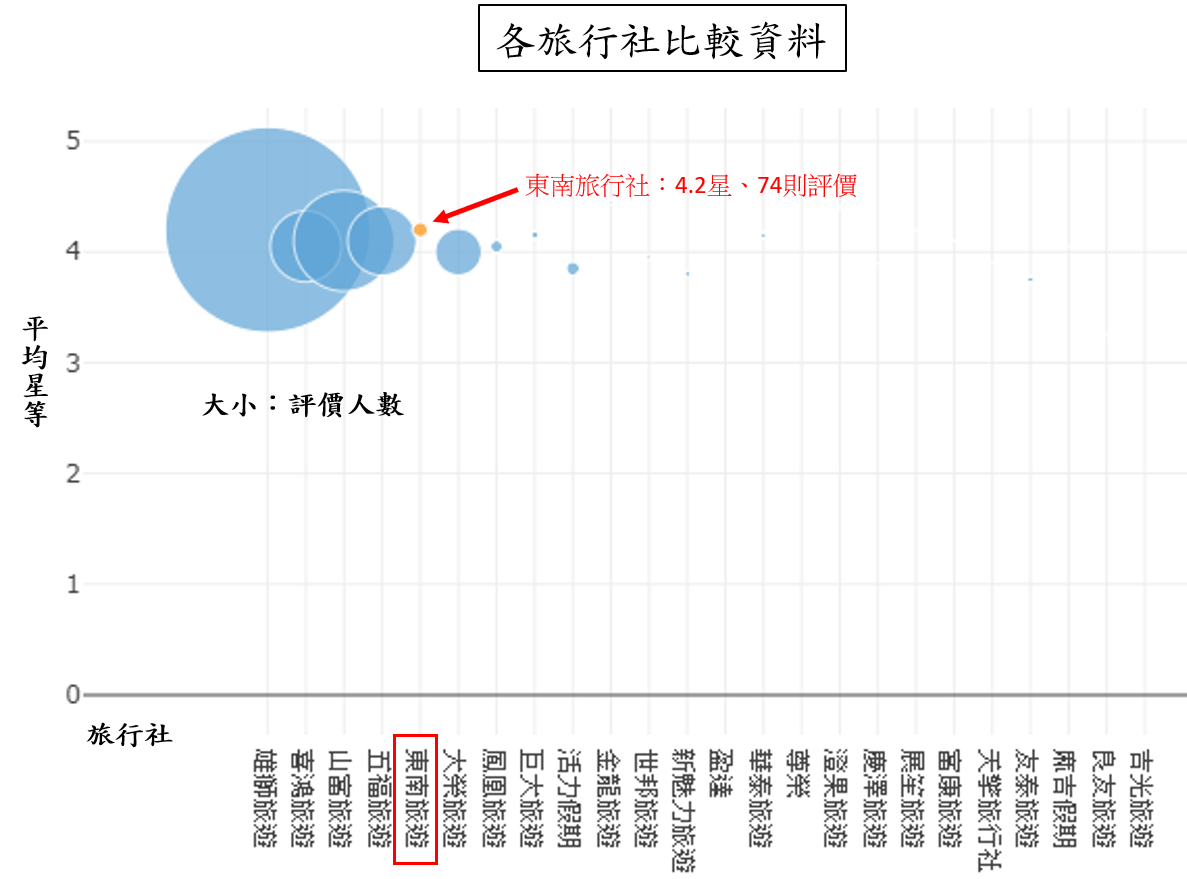 各旅行社比較資料
5
東南旅行社：4.2星、74則評價
4
3
平均星等
大小：評價人數
2
1
0
旅行社
雄獅旅遊
喜鴻旅遊
山富旅遊
五福旅遊
東南旅遊
大榮旅遊
鳳凰旅遊
巨大旅遊
活力假期
金龍旅遊
世邦旅遊
新魅力旅遊
盈達
華泰旅遊
尊榮
澄果旅遊
慶澤旅遊
展笙旅遊
富康旅遊
天擎旅行社
友泰旅遊
喬吉假期
良友旅遊
吉光旅遊